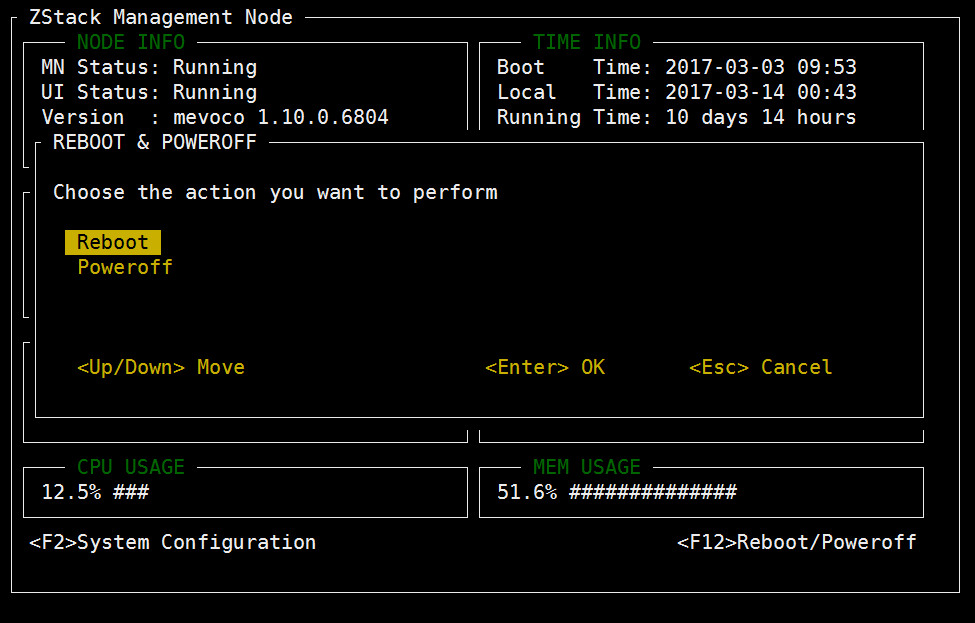 ZStack Management Node
NODE INFO
MN Status: Running
UI Status: Running
Version  : mevoco 1.10.0.6804
TIME INFO
Boot    Time: 2017-03-03 09:53
Local   Time: 2017-03-14 00:43
Running Time: 10 days 14 hours
REBOOT & POWEROFF
Choose the action you want to perform
Reboot
Poweroff
<Up/Down> Move <Enter> OK <Esc> Cancel
CPU USAGE
12.5% ###
MEM USAGE
51.6% ##############
<F2>System Configuration <F12>Reboot/Poweroff